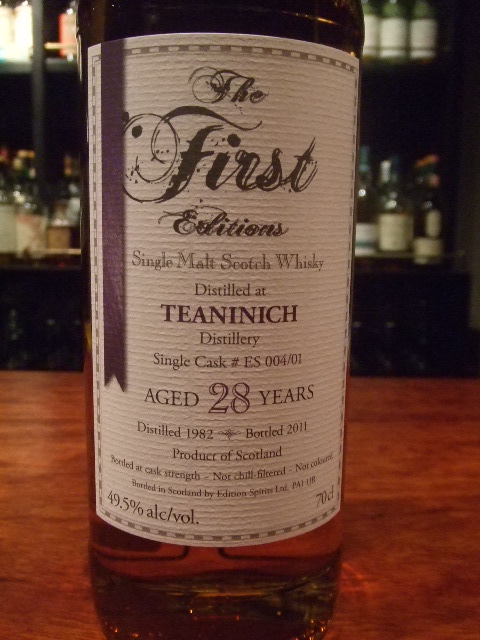 The
First
Editions
Single Malt Scotch Whisky
Distilled at
TEANINICH
Distillery
Single Cask # ES 004/01
AGED 28 YEARS
Distilled 1982 Bottled 2011
Product of Scotland
Bottled at cask strength - Not chill-filtered - Not coloured.
Bottled in Scotland by Edition Spirits Ltd. PA1 1JR
49.5% alc/vol. 70cl